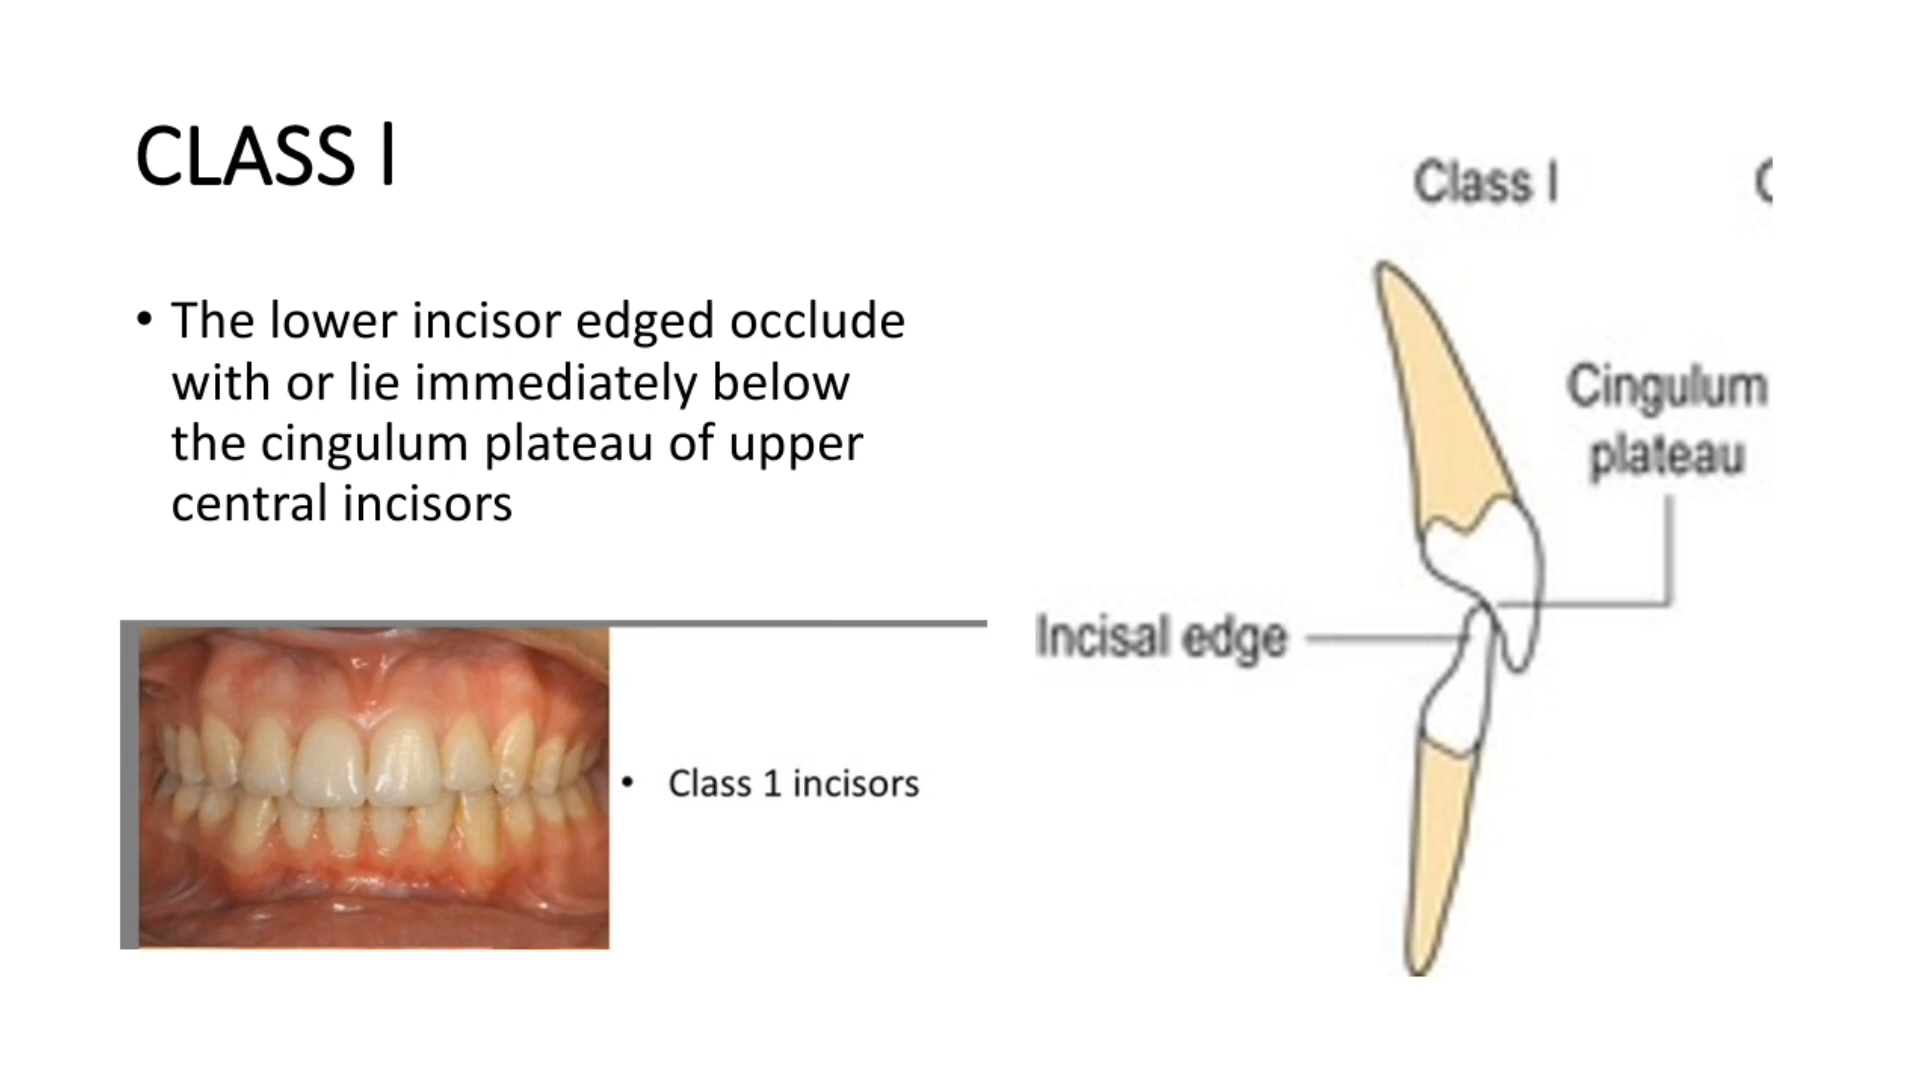 CLASS l
• The lower incisor edged occlude
with or lie immediately below
the cingulum plateau of upper
central incisors
• Class 1 incisors
Class I
C
Cingulum
plateau
Incisal edge